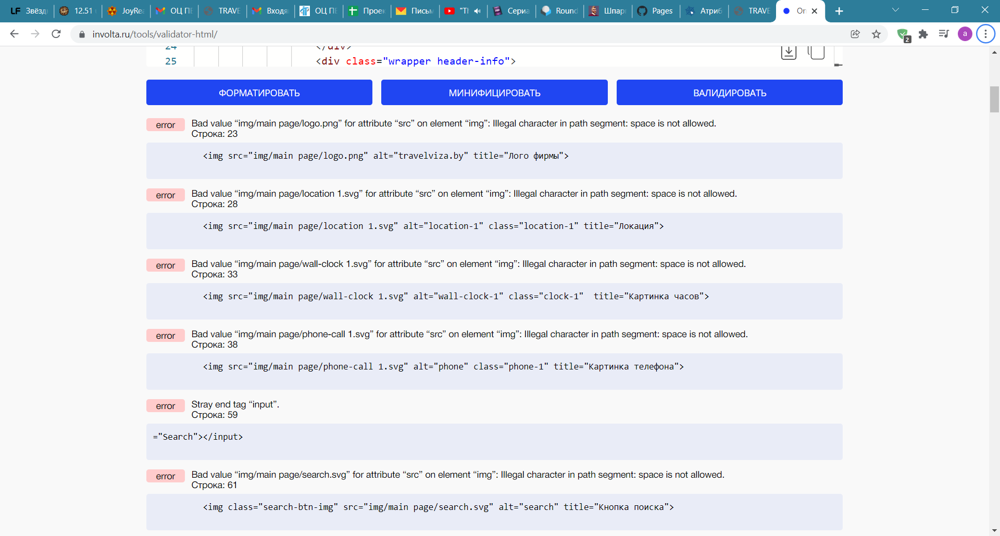 LF Звёзд
12.51
JoyRea
ОЦ ПЕ
TRAVE
Входя
ОЦ ПЕ
Проек
Письм
"Th
Сериа
Round
Шпарг
Pages
Атриб
TRAVE
On
involta.ru/tools/validator-html/
2
a
24 </div>
25 <div class="wrapper header-info">
ФОРМАТИРОВАТЬ МИНИФИЦИРОВАТЬ ВАЛИДИРОВАТЬ
error Bad value “img/main page/logo.png” for attribute “src” on element “img”: Illegal character in path segment: space is not allowed.
Строка: 23
<img src="img/main page/logo.png" alt="travelviza.by" title="Лого фирмы">
error Bad value “img/main page/location 1.svg” for attribute “src” on element “img”: Illegal character in path segment: space is not allowed.
Строка: 28
<img src="img/main page/location 1.svg" alt="location-1" class="location-1" title="Локация">
error Bad value “img/main page/wall-clock 1.svg” for attribute “src” on element “img”: Illegal character in path segment: space is not allowed.
Строка: 33
<img src="img/main page/wall-clock 1.svg" alt="wall-clock-1" class="clock-1"  title="Картинка часов">
error Bad value “img/main page/phone-call 1.svg” for attribute “src” on element “img”: Illegal character in path segment: space is not allowed.
Строка: 38
<img src="img/main page/phone-call 1.svg" alt="phone" class="phone-1" title="Картинка телефона">
error Stray end tag “input”.
Строка: 59
="Search"></input>
error Bad value “img/main page/search.svg” for attribute “src” on element “img”: Illegal character in path segment: space is not allowed.
Строка: 61
<img class="search-btn-img" src="img/main page/search.svg" alt="search" title="Кнопка поиска">